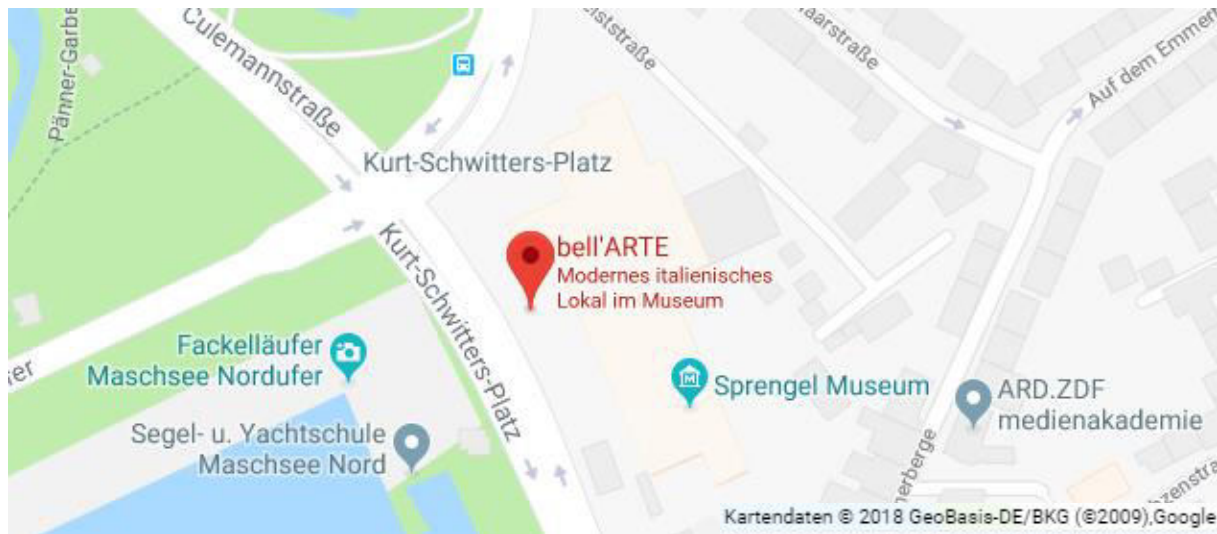 Culemannstraße
Pänner-Garbe
Kurt-Schwitters-Platz
Auf dem Emmen
bell'ARTE
Modernes italienisches
Lokal im Museum
Kurt-Schwitters-Platz
Fackelläufer
Maschsee Nordufer
Sprengel Museum
ARD.ZDF
medienakademie
Segel- u. Yachtschule
Maschsee Nord
Kartendaten © 2018 GeoBasis-DE/BKG (©2009),Google